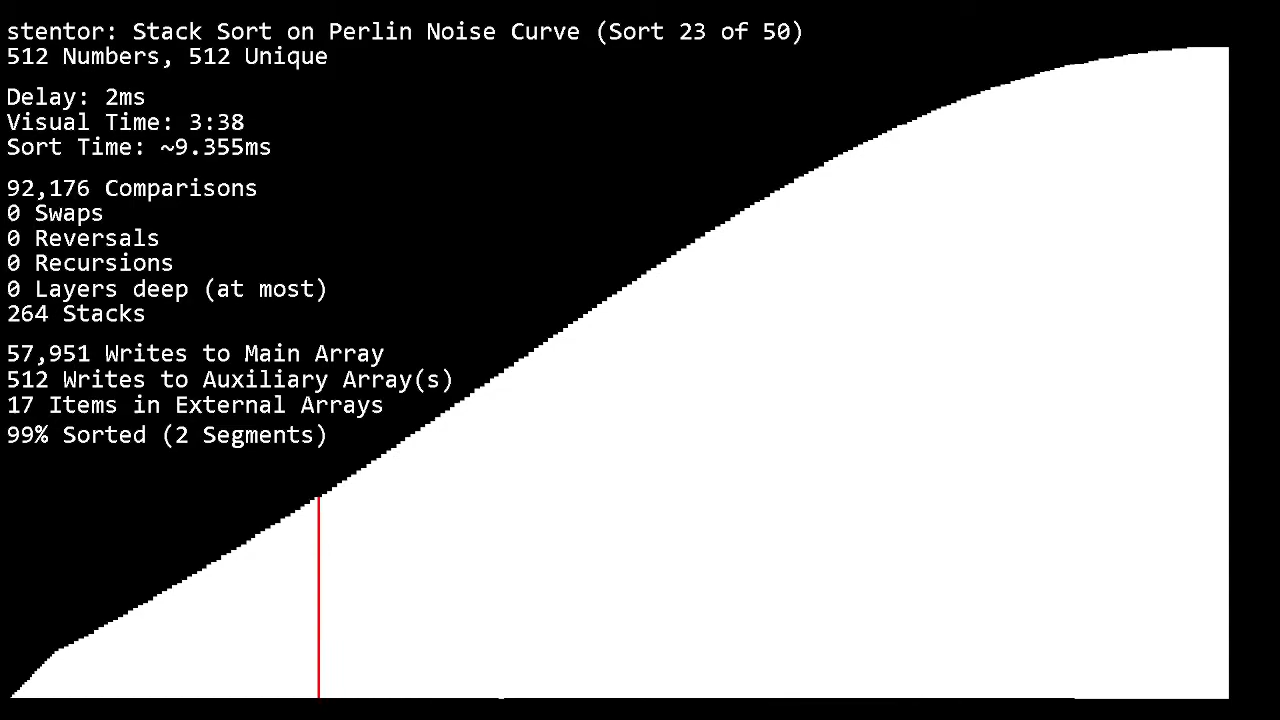 stentor: Stack Sort on Perlin Noise Curve (Sort 23 of 50)
512 Numbers, 512 Unique
Delay: 2ms
Visual Time: 3:38
Sort Time: ~9.355ms
92,176 Comparisons
0 Swaps
0 Reversals
0 Recursions
0 Layers deep (at most)
264 Stacks
57,951 Writes to Main Array
512 Writes to Auxiliary Array(s)
17 Items in External Arrays
99% Sorted (2 Segments)